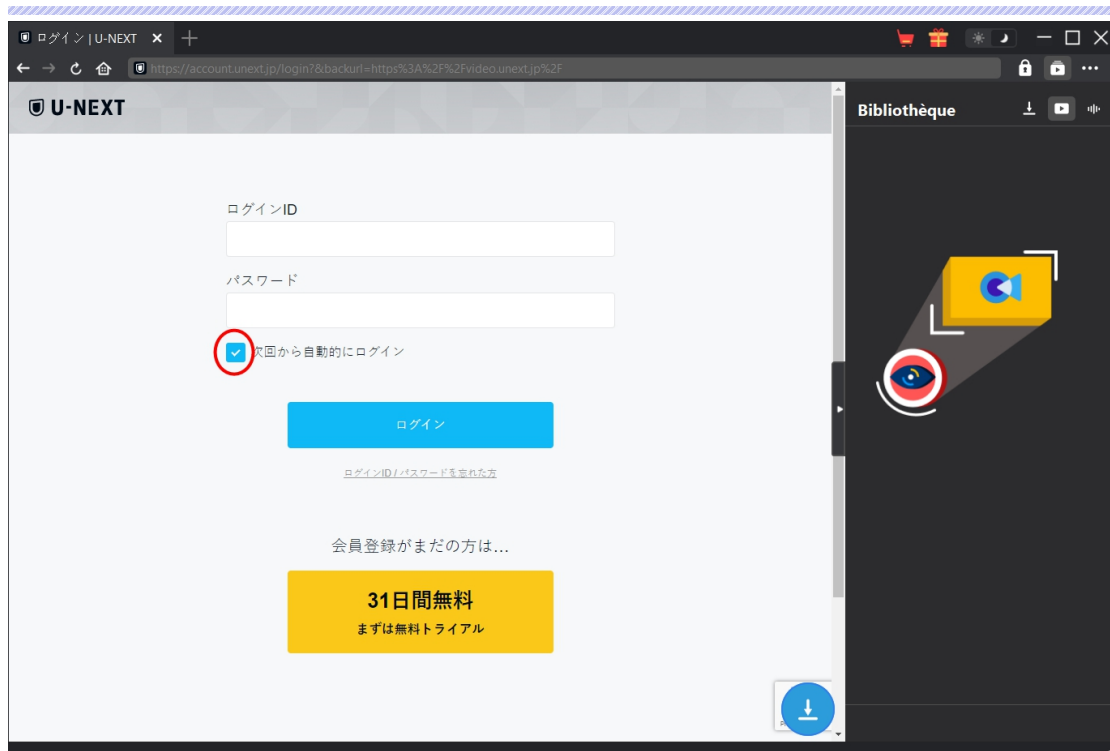 ログイン | U-NEXT
https://account.unext.jp/login?&backurl=https%3A%2F%2Fvideo.unext.jp%2F
U-NEXT
Bibliothèque
ログインID
パスワード
次回から自動的にログイン
ログイン
ログインID / パスワードを忘れた方
会員登録がまだの方は...
31日間無料
まずは無料トライアル